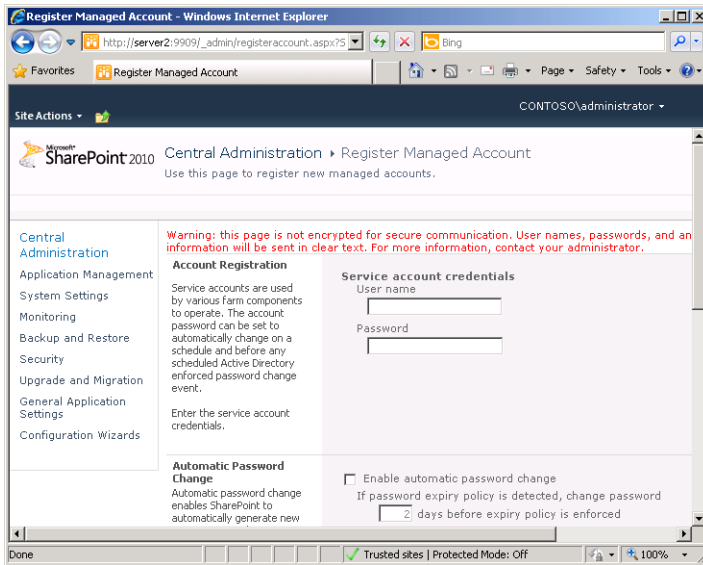 Register Managed Account - Windows Internet Explorer
http://server2:9909/_admin/registeraccount.aspx?S
Bing
Favorites
Register Managed Account
Page
Safety
Tools
CONTOSO\administrator
Site Actions
Microsoft®
SharePoint 2010
Central Administration
Register Managed Account
Use this page to register new managed accounts.
Central
Administration
Application Management
System Settings
Monitoring
Backup and Restore
Security
Upgrade and Migration
General Application
Settings
Configuration Wizards
Warning: this page is not encrypted for secure communication. User names, passwords, and an
information will be sent in clear text. For more information, contact your administrator.
Account Registration
Service accounts are used
by various farm components
to operate. The account
password can be set to
automatically change on a
schedule and before any
scheduled Active Directory
enforced password change
event.
Enter the service account
credentials.
Service account credentials
User name
Password
Automatic Password
Change
Automatic password change
enables SharePoint to
automatically generate new
Enable automatic password change
If password expiry policy is detected, change password
2 days before expiry policy is enforced
Done
Trusted sites | Protected Mode: Off
100%